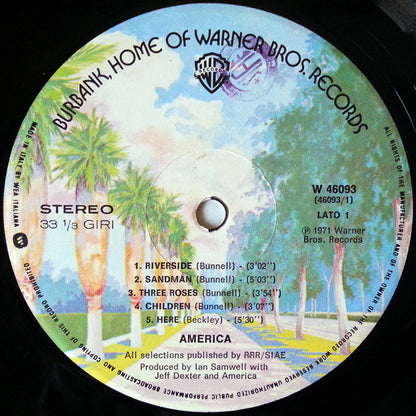 BURBANK, HOME OF WARNER BROS. RECORDS
MADE IN ITALY BY WEA ITALIANA
ALL RIGHTS OF THE MANUFACTURER AND OF THE OWNER OF THE RECORDED WORK RESERVED UNAUTHORIZED PUBLIC PERFORMANCE BROADCASTING AND COPYING OF THIS RECORD PROHIBITED
W 46093
(46093/1)
STEREO
LATO 1
33 1/3 GIRI
℗ 1971 Warner
Bros. Records
1. RIVERSIDE (Bunnell) - (3'02")
2. SANDMAN (Bunnell) - (5'03")
3. THREE ROSES (Bunnell) - (3'54")
4. CHILDREN (Bunnell) - (3'07")
5. HERE (Beckley) - (5'30")
AMERICA
All selections published by RRR/SIAE
Produced by Ian Samwell with
Jeff Dexter and America